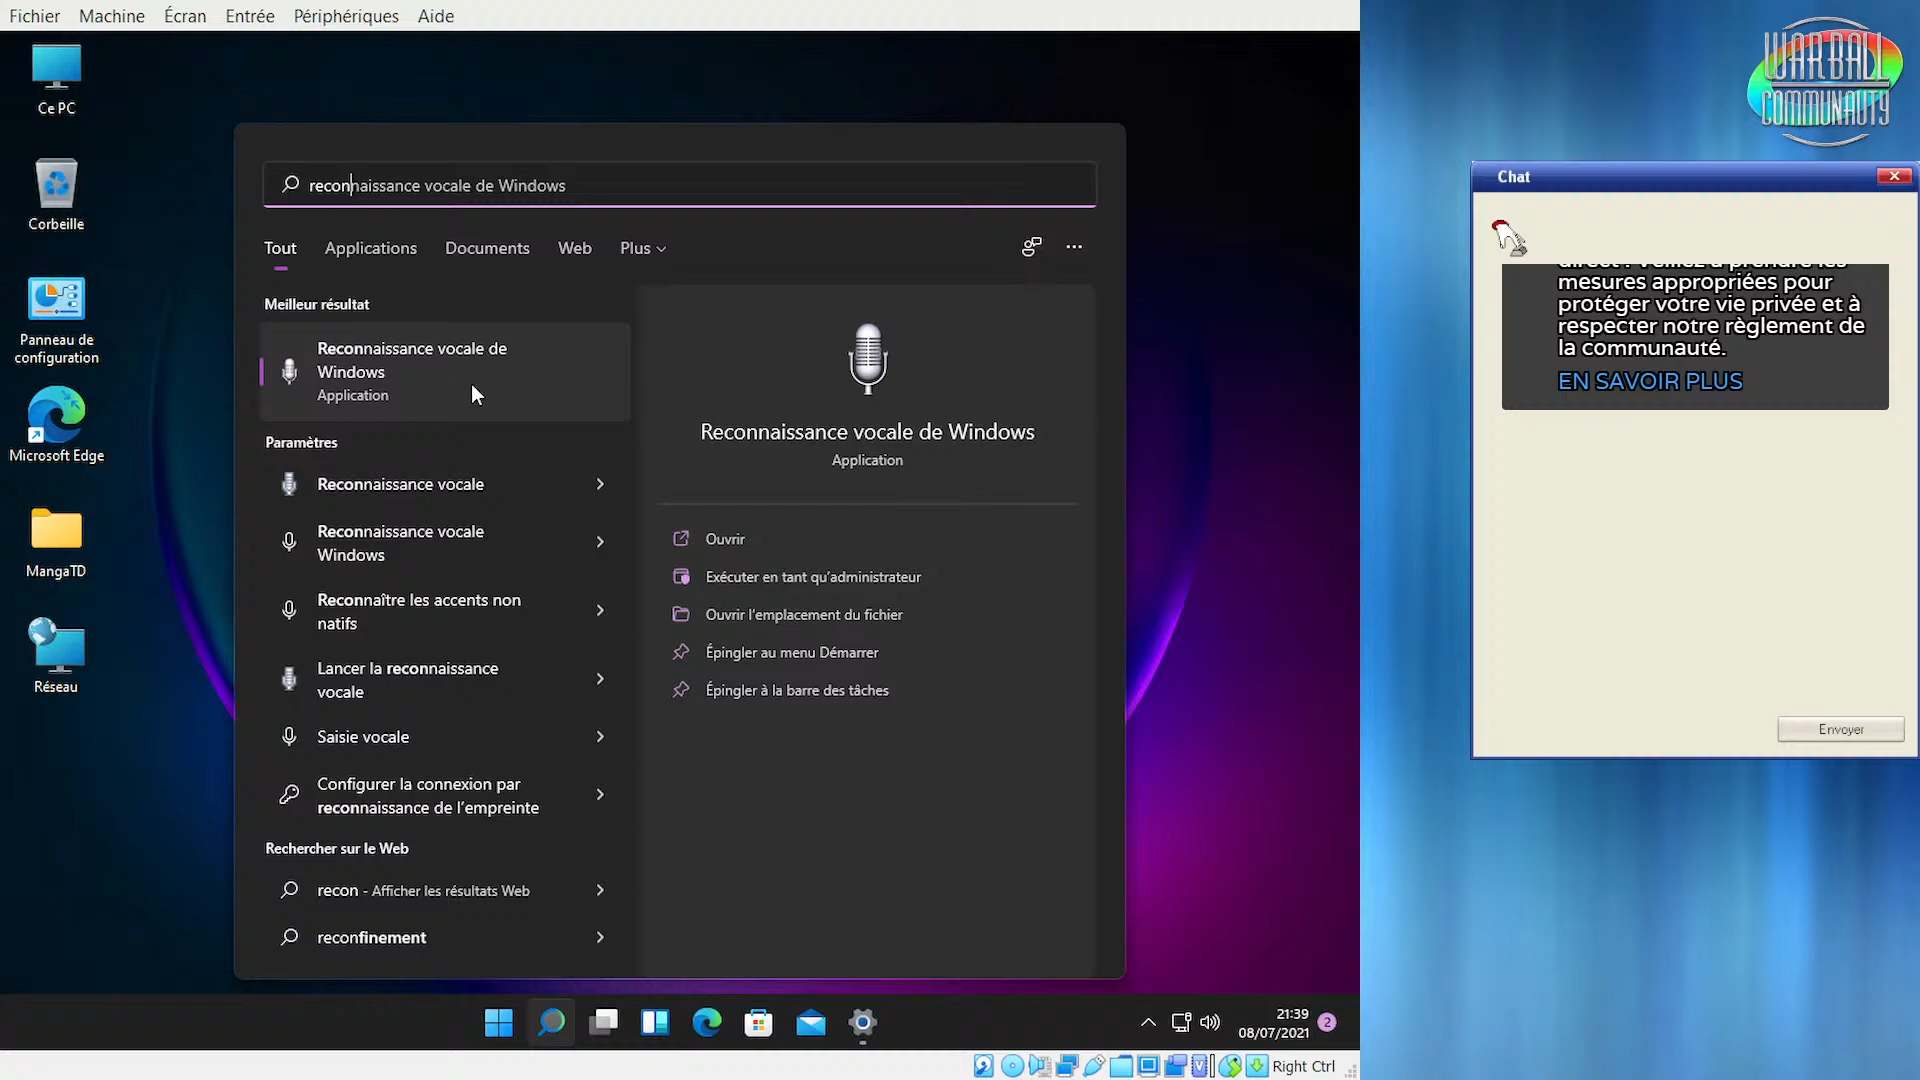 Fichier Machine Écran Entrée Périphériques Aide
WARBALL
COMMUNAUTY
Ce PC
Corbeille
Panneau de
configuration
Microsoft Edge
MangaTD
Réseau
reconnaissance vocale de Windows
Tout Applications Documents Web Plus
Meilleur résultat
Reconnaissance vocale de
Windows
Application
Paramètres
Reconnaissance vocale
Reconnaissance vocale
Windows
Reconnaître les accents non
natifs
Lancer la reconnaissance
vocale
Saisie vocale
Configurer la connexion par
reconnaissance de l'empreinte
Rechercher sur le Web
recon - Afficher les résultats Web
reconfinement
Reconnaissance vocale de Windows
Application
Ouvrir
Exécuter en tant qu'administrateur
Ouvrir l'emplacement du fichier
Épingler au menu Démarrer
Épingler à la barre des tâches
Chat
direct ! Veillez à prendre les
mesures appropriées pour
protéger votre vie privée et à
respecter notre règlement de
la communauté.
EN SAVOIR PLUS
Envoyer
21:39
08/07/2021
2
Right Ctrl